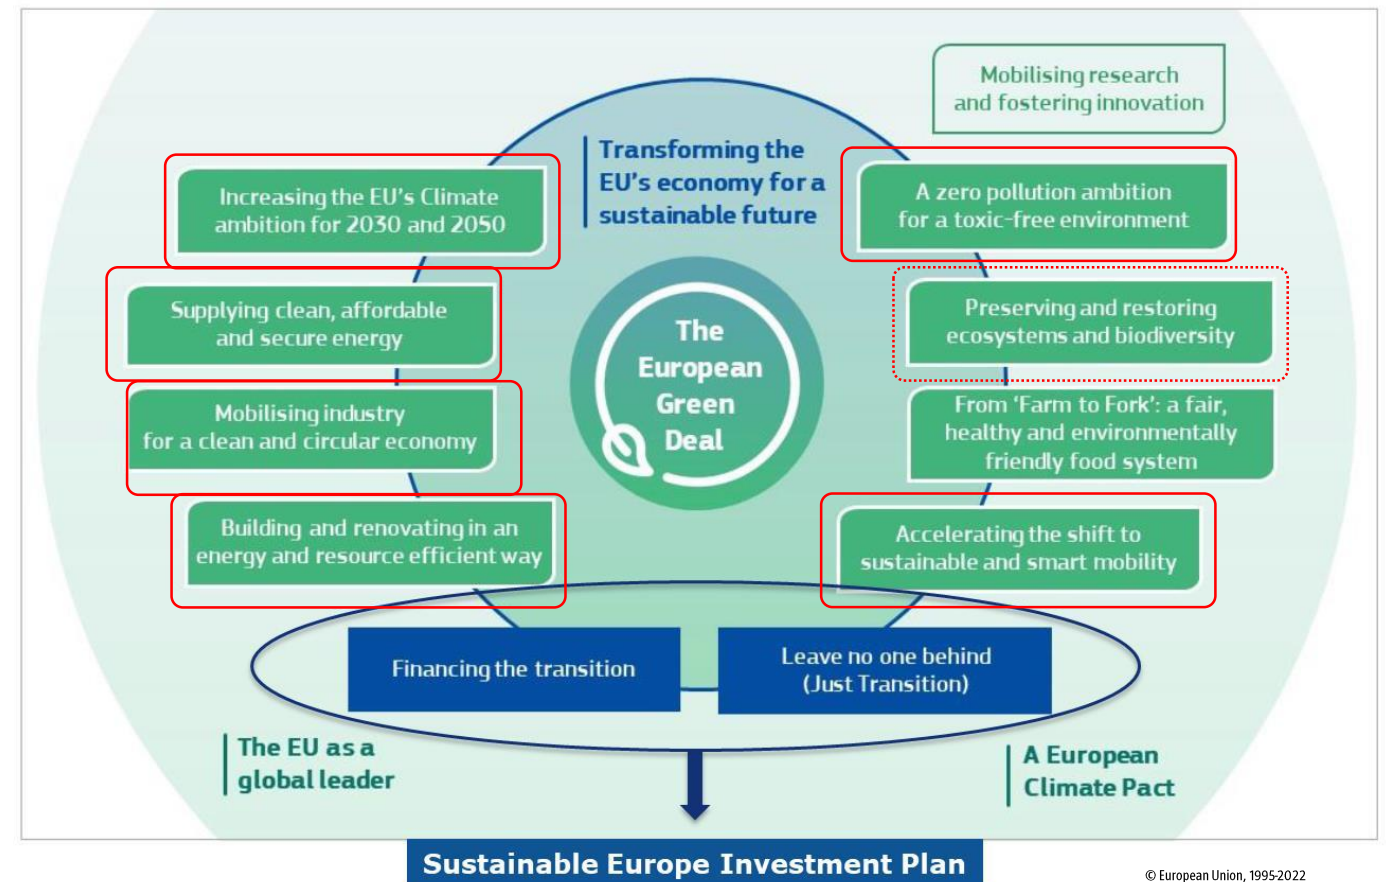 Mobilising research
and fostering innovation
Transforming the
EU's economy for a
sustainable future
Increasing the EU's Climate
ambition for 2030 and 2050
A zero pollution ambition
for a toxic-free environment
Supplying clean, affordable
and secure energy
Preserving and restoring
ecosystems and biodiversity
The
European
Green
Deal
Mobilising industry
for a clean and circular economy
From 'Farm to Fork': a fair,
healthy and environmentally
friendly food system
Building and renovating in an
energy and resource efficient way
Accelerating the shift to
sustainable and smart mobility
Financing the transition
Leave no one behind
(Just Transition)
The EU as a
global leader
A European
Climate Pact
Sustainable Europe Investment Plan
© European Union, 1995-2022